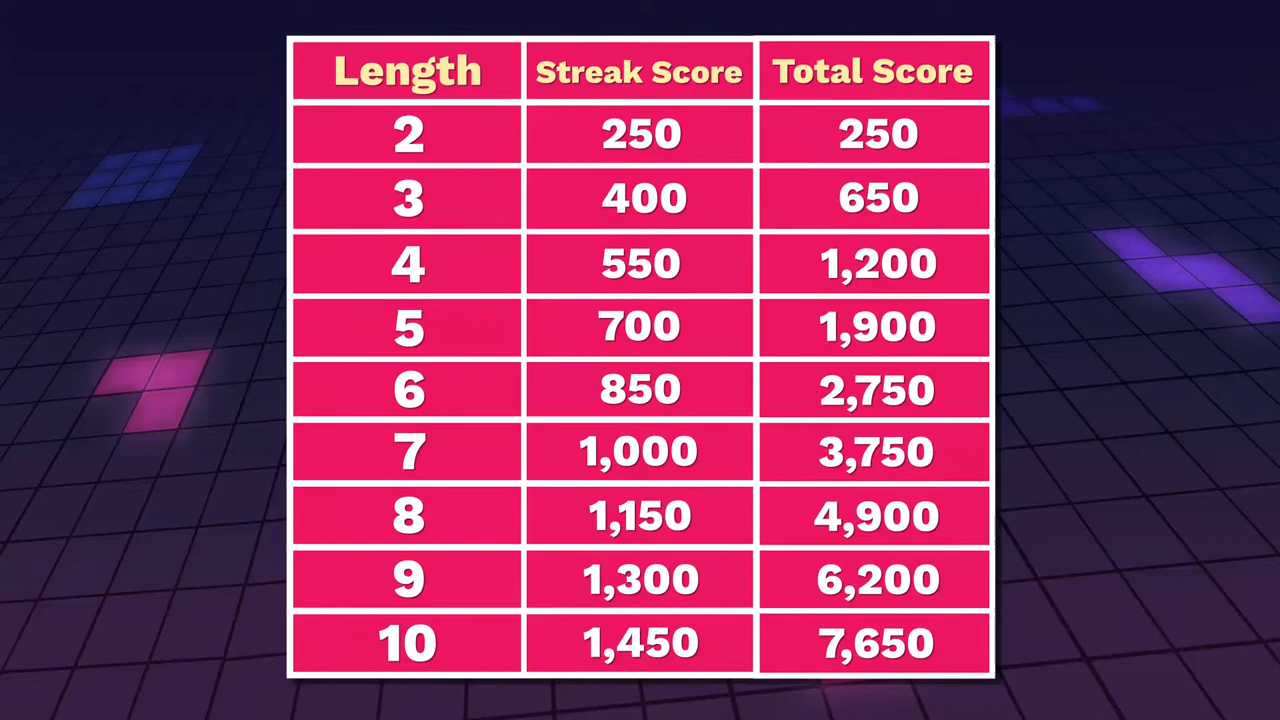 Length Streak Score Total Score
2 250 250
3 400 650
4 550 1,200
5 700 1,900
6 850 2,750
7 1,000 3,750
8 1,150 4,900
9 1,300 6,200
10 1,450 7,650